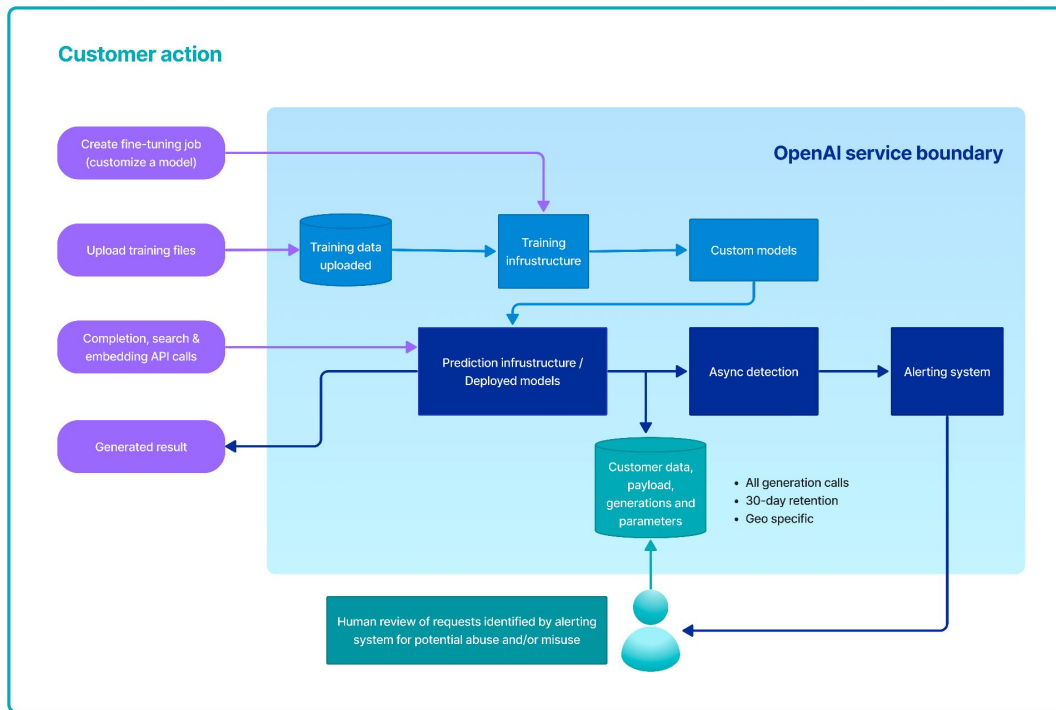 Customer action
Create fine-tuning job
(customize a model)
OpenAI service boundary
Upload training files
Training data
uploaded
Training
infrustructure
Custom models
Completion, search &
embedding API calls
Prediction infrustructure /
Deployed models
Async detection
Alerting system
Generated result
Customer data,
payload,
generations and
parameters
• All generation calls
• 30-day retention
• Geo specific
Human review of requests identified by alerting
system for potential abuse and/or misuse